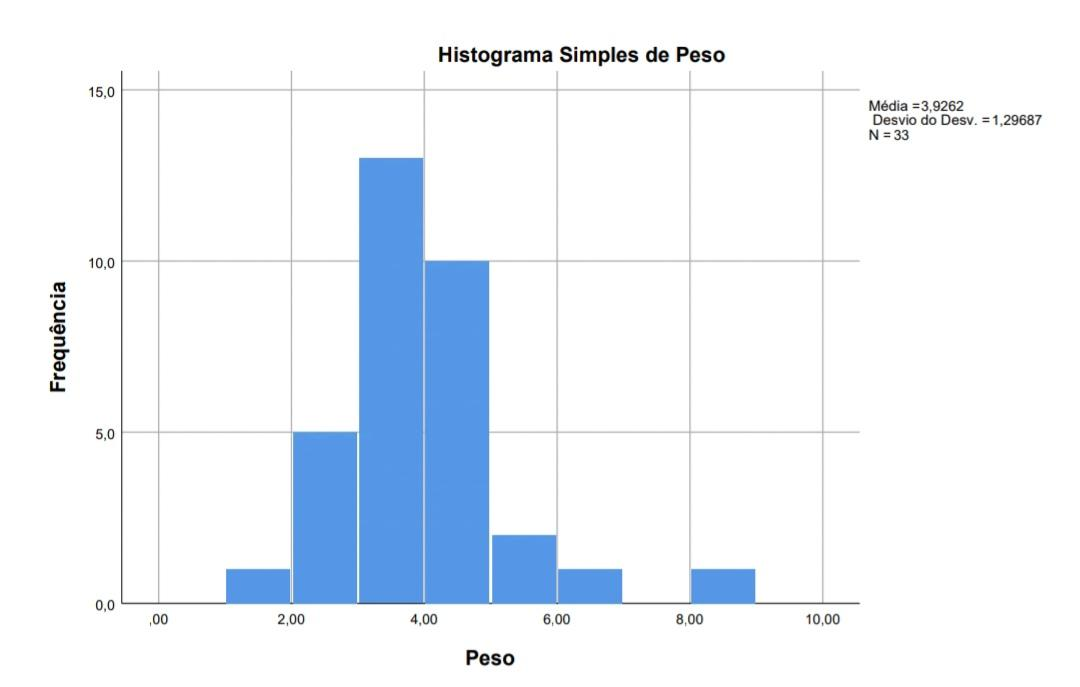 Histograma Simples de Peso
Média =3,9262
Desvio do Desv. =1,29687
N = 33
15,0
10,0
5,0
0,0
Frequência
,00
2,00
4,00
6,00
8,00
10,00
Peso